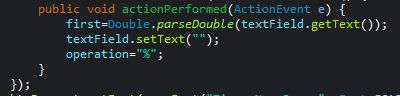 public void actionPerformed(ActionEvent e) {
first=Double.parseDouble(textField.getText());
textField.setText("");
operation="%";
}
});